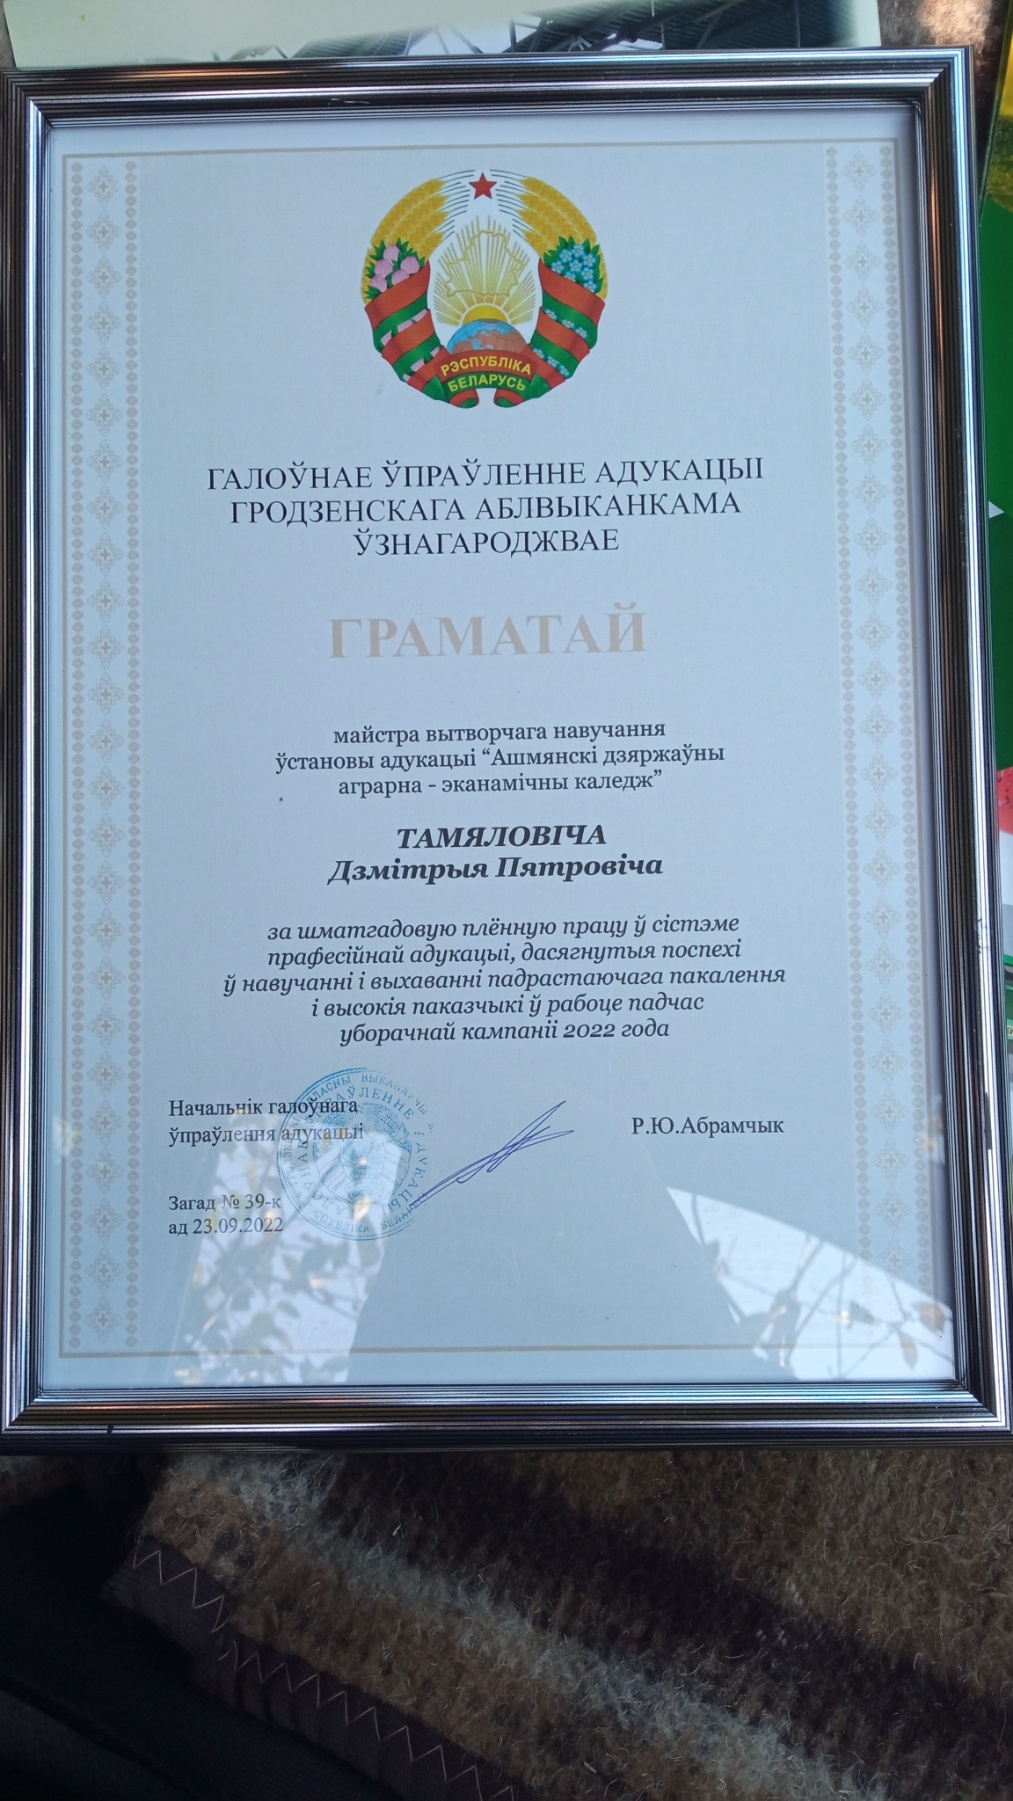 РЭСПУБЛІКА
БЕЛАРУСЬ
ГАЛОЎНАЕ ЎПРАЎЛЕННЕ АДУКАЦЫІ
ГРОДЗЕНСКАГА АБЛВЫКАНКАМА
ЎЗНАГАРОДЖВАЕ
ГРАМАТАЙ
майстра вытворчага навучання
ўстановы адукацыі “Ашмянскі дзяржаўны
аграрна - эканамічны каледж”
ТАМЯЛОВІЧА
Дзмітрыя Пятровіча
за шматгадовую плённую працу ў сістэме
прафесійнай адукацыі, дасягнутыя поспехі
ў навучанні і выхаванні падрастаючага пакалення
і высокія паказчыкі ў рабоце падчас
уборачнай кампаніі 2022 года
Начальнік галоўнага
ўпраўлення адукацыі
Р.Ю.Абрамчык
Загад № 39-к
ад 23.09.2022